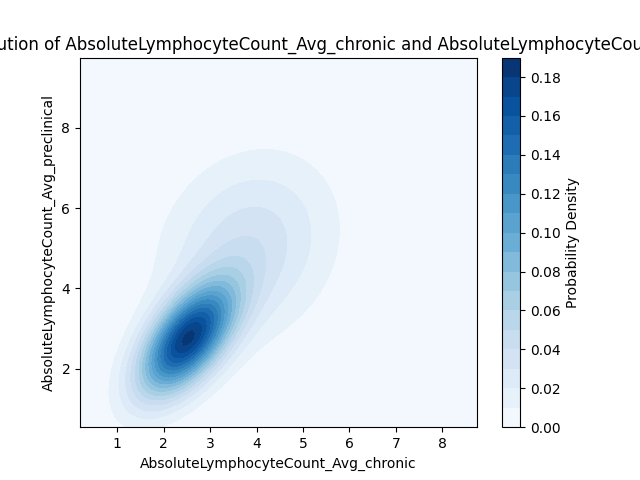 ution of AbsoluteLymphocyteCount_Avg_chronic and AbsoluteLymphocyteCou
AbsoluteLymphocyteCount_Avg_preclinical
8
6
4
2
1 2 3 4 5 6 7 8
AbsoluteLymphocyteCount_Avg_chronic
0.18
0.16
0.14
0.12
0.10
0.08
0.06
0.04
0.02
0.00
Probability Density